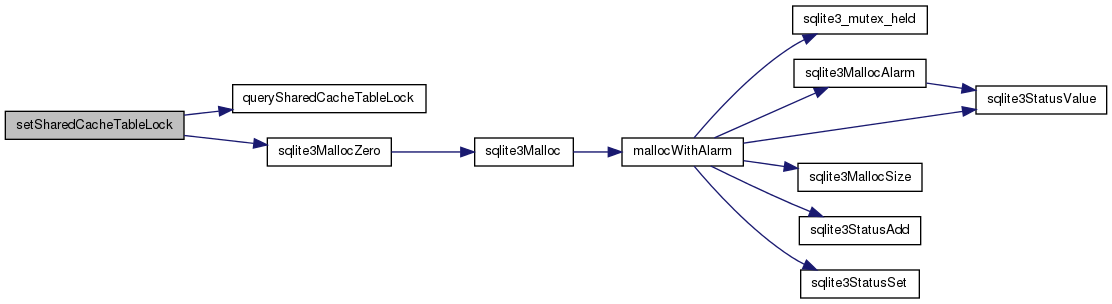 setSharedCacheTableLock
querySharedCacheTableLock
sqlite3MallocZero
sqlite3Malloc
mallocWithAlarm
sqlite3_mutex_held
sqlite3MallocAlarm
sqlite3StatusValue
sqlite3MallocSize
sqlite3StatusAdd
sqlite3StatusSet